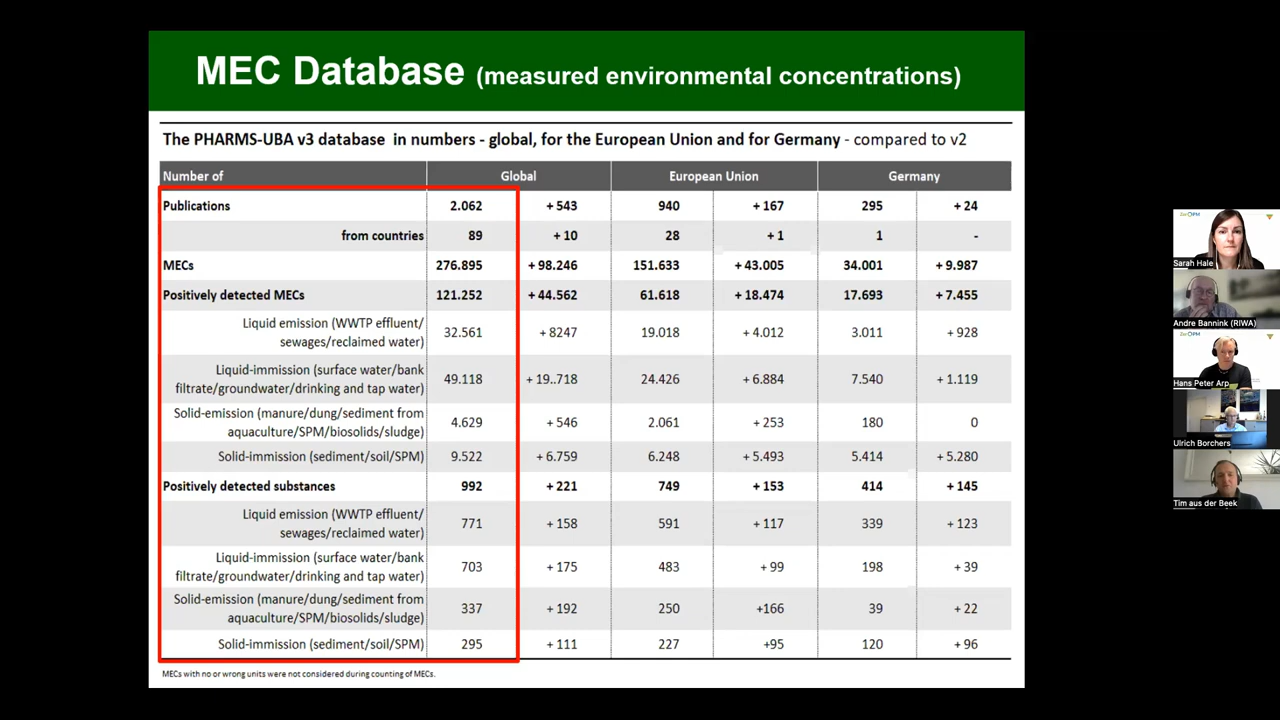 MEC Database (measured environmental concentrations)
The PHARMS-UBA v3 database in numbers - global, for the European Union and for Germany - compared to v2
Number of Global European Union Germany
Publications 2.062 + 543 940 + 167 295 + 24
from countries 89 + 10 28 + 1 1 -
MECs 276.895 + 98.246 151.633 + 43.005 34.001 + 9.987
Positively detected MECs 121.252 + 44.562 61.618 + 18.474 17.693 + 7.455
Liquid emission (WWTP effluent/
sewages/reclaimed water) 32.561 + 8247 19.018 + 4.012 3.011 + 928
Liquid-immission (surface water/bank
filtrate/groundwater/drinking and tap water) 49.118 + 19..718 24.426 + 6.884 7.540 + 1.119
Solid-emission (manure/dung/sediment from
aquaculture/SPM/biosolids/sludge) 4.629 + 546 2.061 + 253 180 0
Solid-immission (sediment/soil/SPM) 9.522 + 6.759 6.248 + 5.493 5.414 + 5.280
Positively detected substances 992 + 221 749 + 153 414 + 145
Liquid emission (WWTP effluent/
sewages/reclaimed water) 771 + 158 591 + 117 339 + 123
Liquid-immission (surface water/bank
filtrate/groundwater/drinking and tap water) 703 + 175 483 + 99 198 + 39
Solid-emission (manure/dung/sediment from
aquaculture/SPM/biosolids/sludge) 337 + 192 250 +166 39 + 22
Solid-immission (sediment/soil/SPM) 295 + 111 227 +95 120 + 96
MECs with no or wrong units were not considered during counting of MECs.
ZeroPM
Sarah Hale
Andre Bannink (RIWA)
ZeroPM
Hans Peter Arp
Ulrich Borchers
Tim aus der Beek